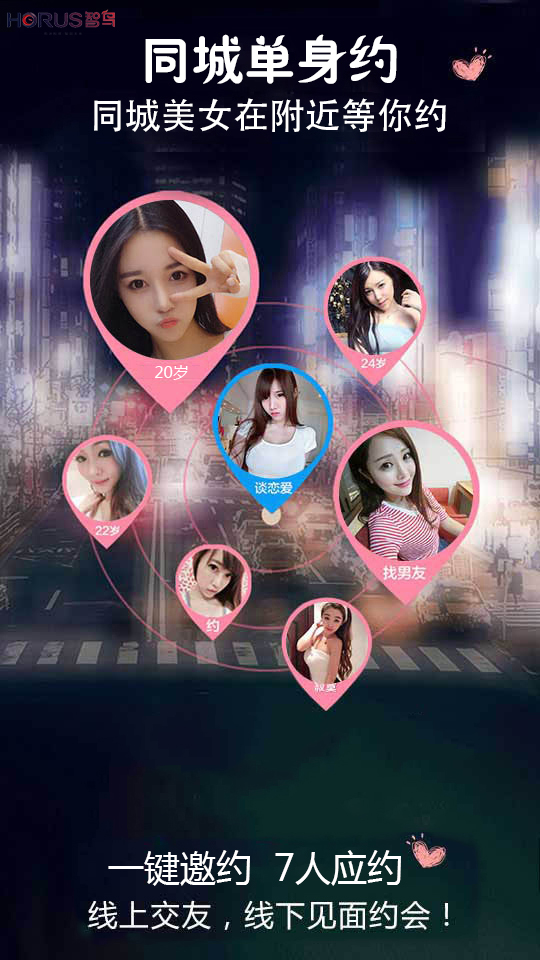 HORUS智鸟
同城单身约
同城美女在附近等你约
20岁
24岁
谈恋爱
22岁
找男友
约
寂寞
一键邀约 7人应约
线上交友，线下见面约会！